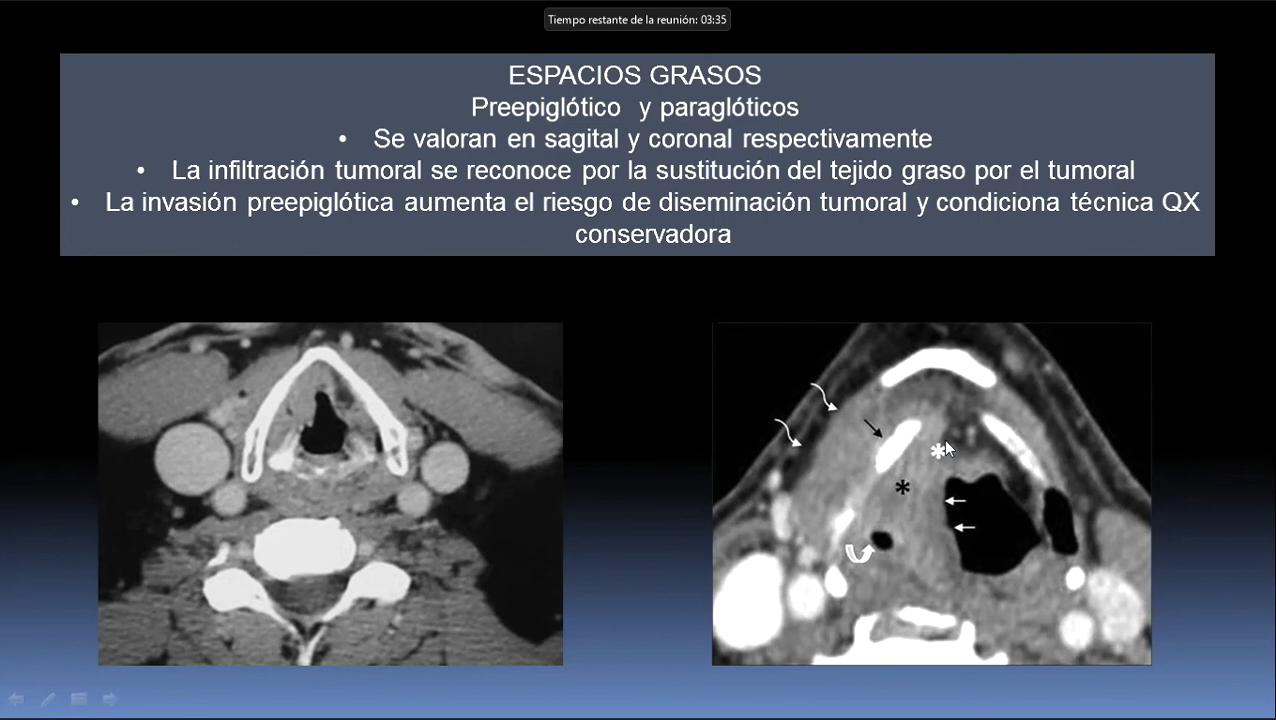 Tiempo restante de la reunión: 03:35
ESPACIOS GRASOS
Preepiglótico y paraglóticos
• Se valoran en sagital y coronal respectivamente
• La infiltración tumoral se reconoce por la sustitución del tejido graso por el tumoral
• La invasión preepiglótica aumenta el riesgo de diseminación tumoral y condiciona técnica QX
conservadora